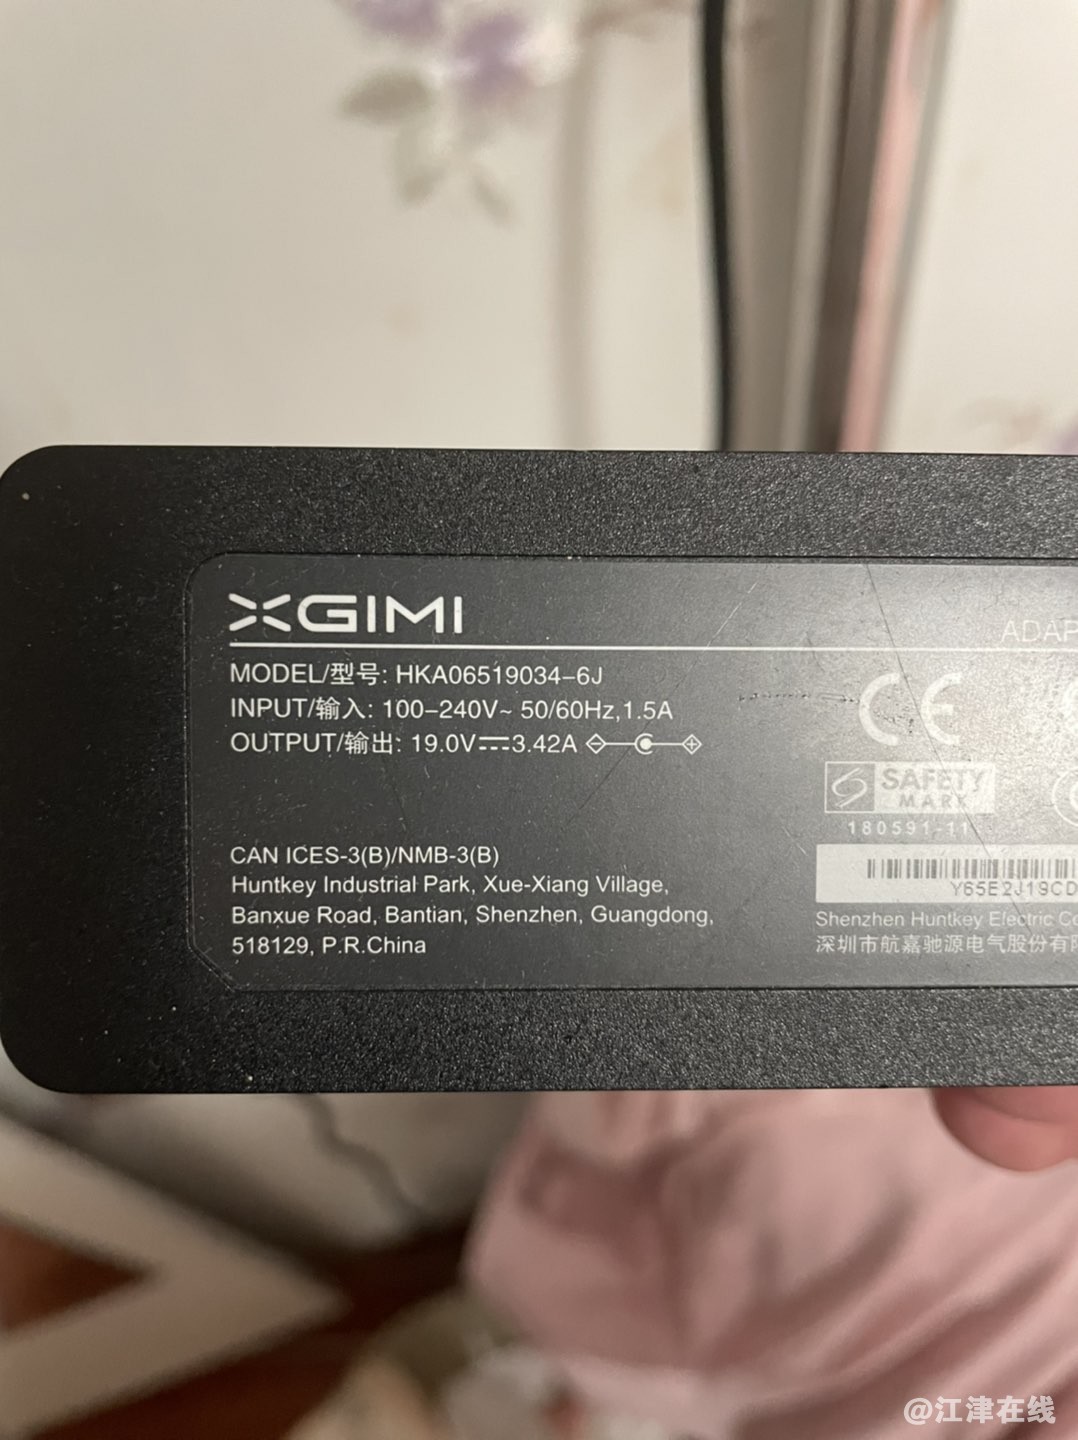 XGIMI
ADAP
MODEL/型号: HKA06519034-6J
INPUT/输入: 100-240V~ 50/60Hz,1.5A
OUTPUT/输出: 19.0V⎓3.42A
CE
SAFETY
MARK
180591-11
CAN ICES-3(B)/NMB-3(B)
Huntkey Industrial Park, Xue-Xiang Village,
Banxue Road, Bantian, Shenzhen, Guangdong,
518129, P.R.China
Y65E2J19CD
Shenzhen Huntkey Electric Co
深圳市航嘉驰源电气股份有
@江津在线